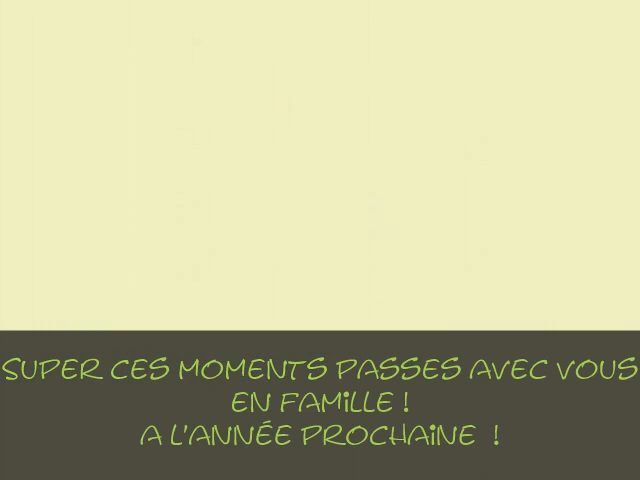 SUPER CES MOMENTS PASSES AVEC VOUS
EN FAMiLLE !
A L'ANNÉE PROCHAiNE !